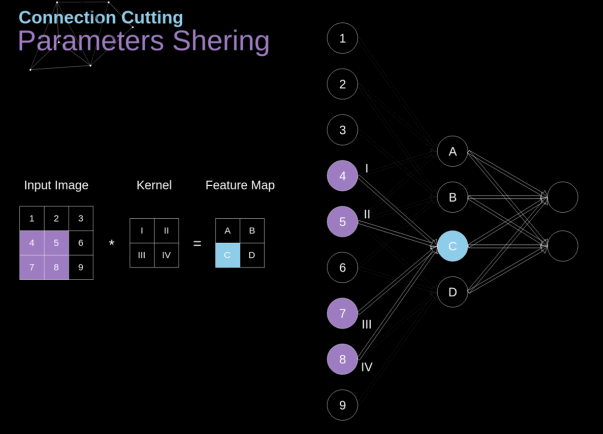 Connection Cutting
Parameters Shering
Input Image
Kernel
Feature Map
1 2 3
4 5 6
7 8 9
*
I II
III IV
=
A B
C D
1
2
3
4
5
6
7
8
9
I
II
III
IV
A
B
C
D